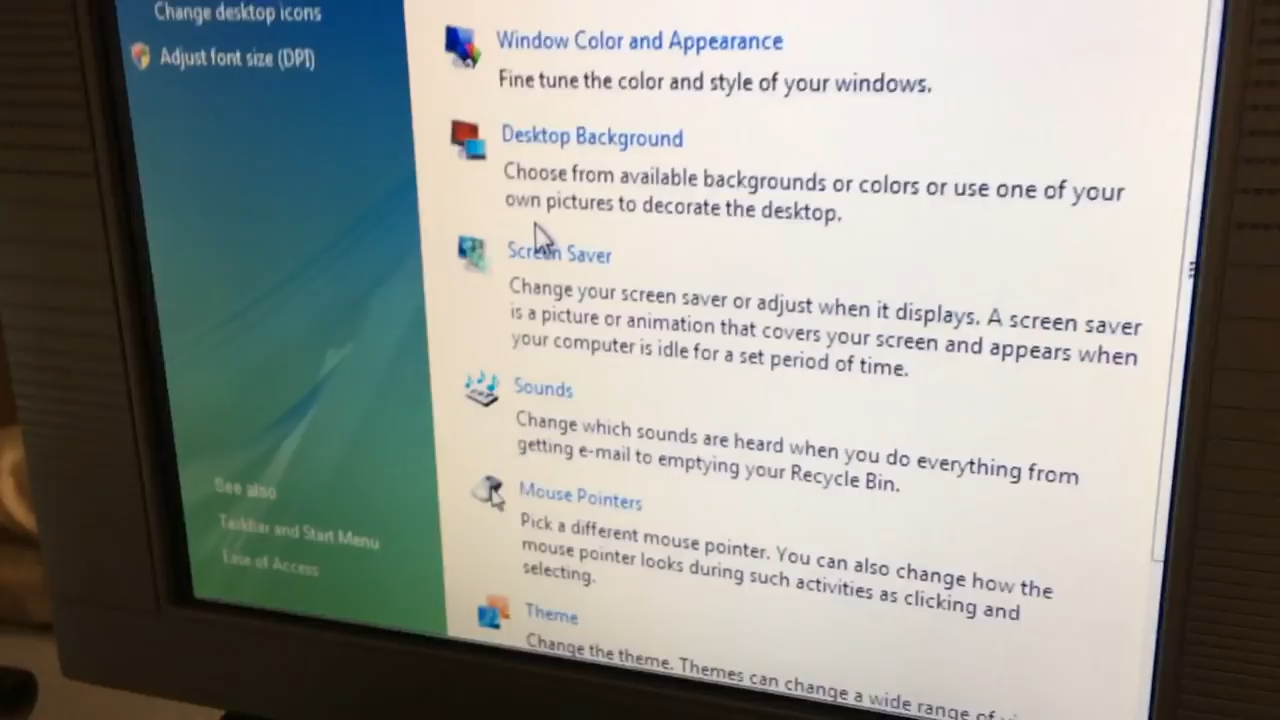 Change desktop icons
Adjust font size (DPI)
Window Color and Appearance
Fine tune the color and style of your windows.
Desktop Background
Choose from available backgrounds or colors or use one of your
own pictures to decorate the desktop.
Screen Saver
Change your screen saver or adjust when it displays. A screen saver
is a picture or animation that covers your screen and appears when
your computer is idle for a set period of time.
Sounds
Change which sounds are heard when you do everything from
getting e-mail to emptying your Recycle Bin.
Mouse Pointers
Pick a different mouse pointer. You can also change how the
mouse pointer looks during such activities as clicking and
selecting.
Theme
Change the theme. Themes can change a wide range of
See also
Taskbar and Start Menu
Ease of Access